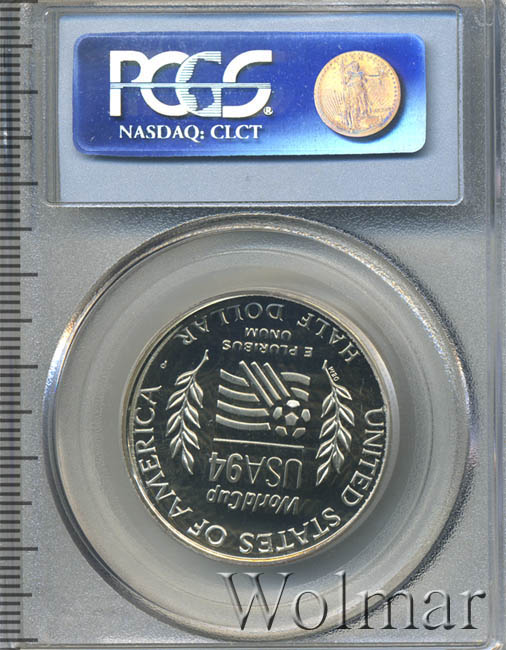 PCGS®
NASDAQ: CLCT
UNITED STATES OF AMERICA
WorldCup
USA94
E PLURIBUS
UNUM
HALF DOLLAR
P
Wolmar